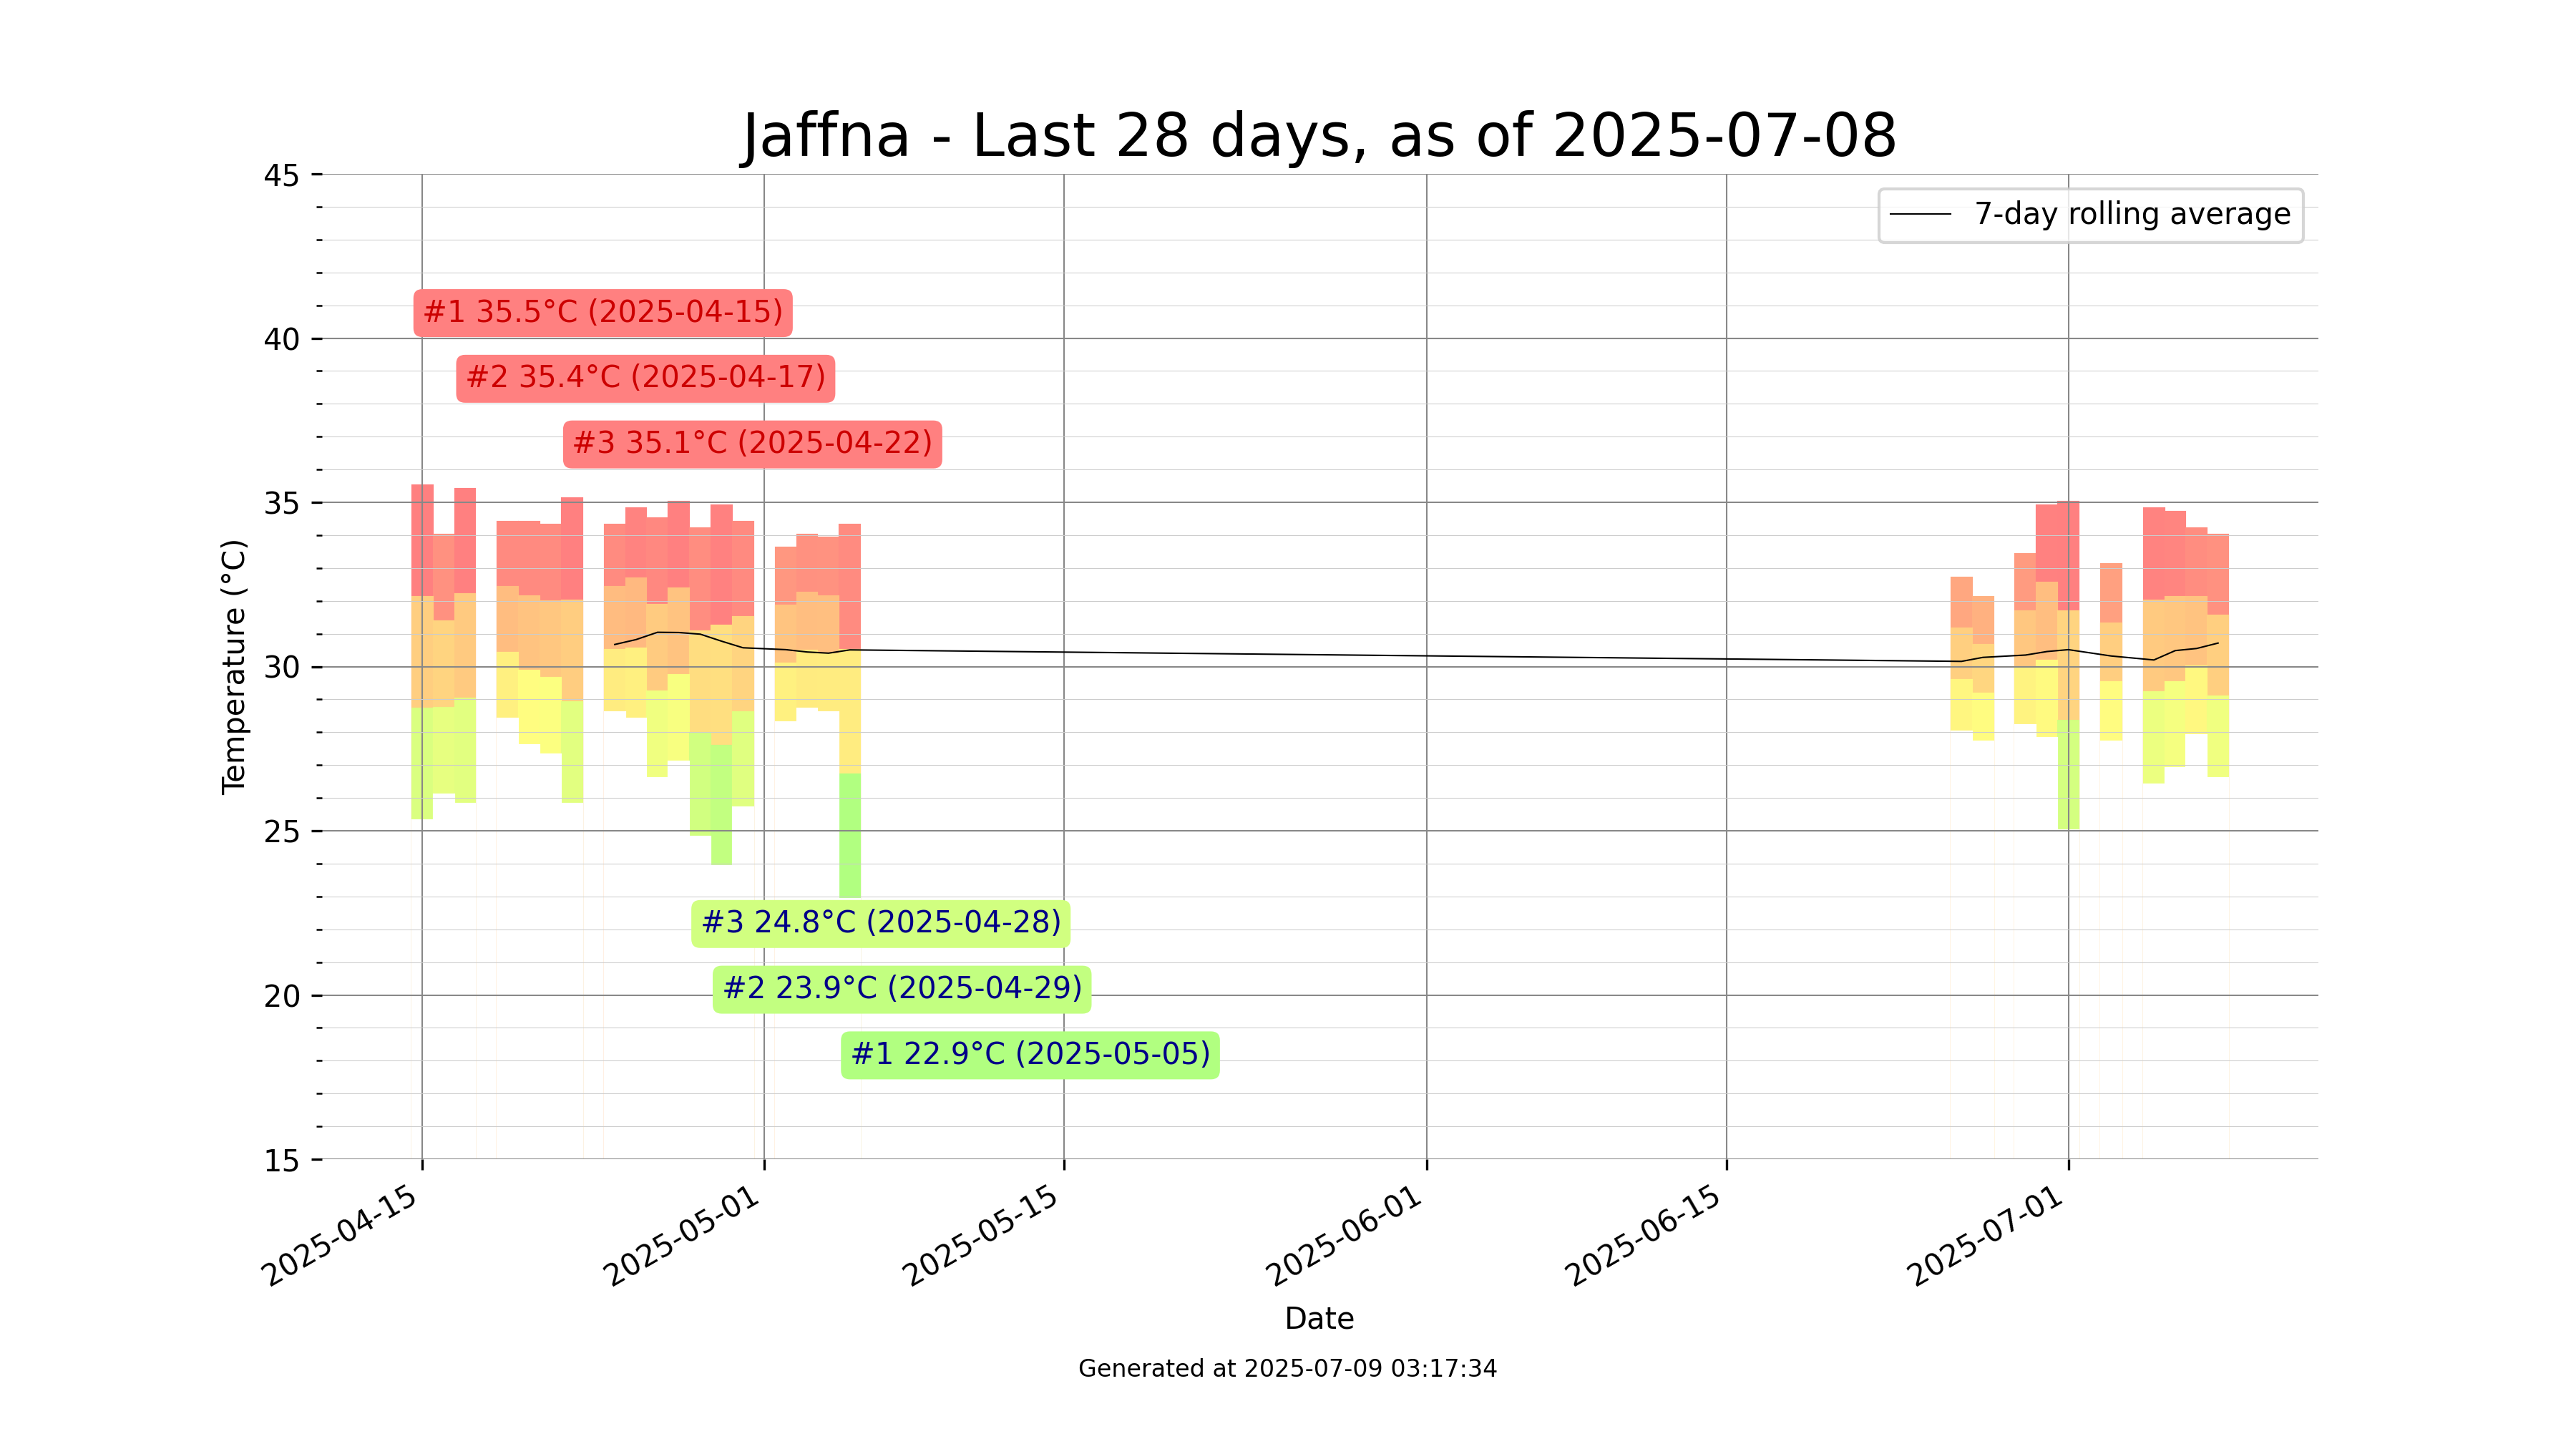 Jaffna - Last 28 days, as of 2025-07-08
7-day rolling average
45
40
35
30
25
20
15
Temperature (°C)
#1 35.5°C (2025-04-15)
#2 35.4°C (2025-04-17)
#3 35.1°C (2025-04-22)
#3 24.8°C (2025-04-28)
#2 23.9°C (2025-04-29)
#1 22.9°C (2025-05-05)
2025-04-15
2025-05-01
2025-05-15
2025-06-01
2025-06-15
2025-07-01
Date
Generated at 2025-07-09 03:17:34